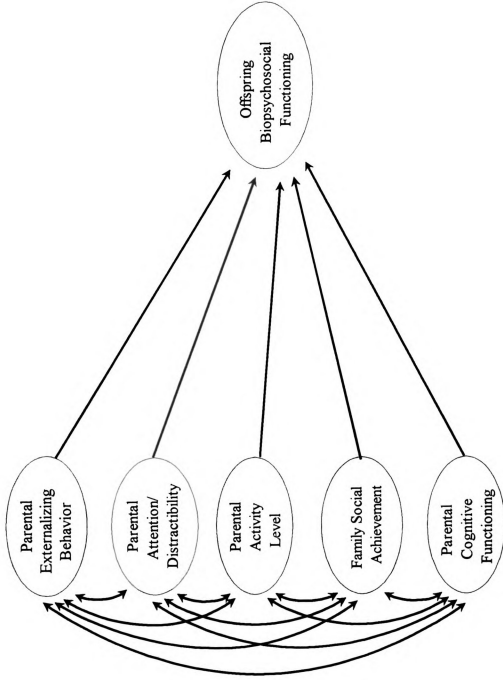 Parental
Externalizing
Behavior
Parental
Attention/
Distractibility
Parental
Activity
Level
Family Social
Achievement
Parental
Cognitive
Functioning
Offspring
Biopsychosocial
Functioning